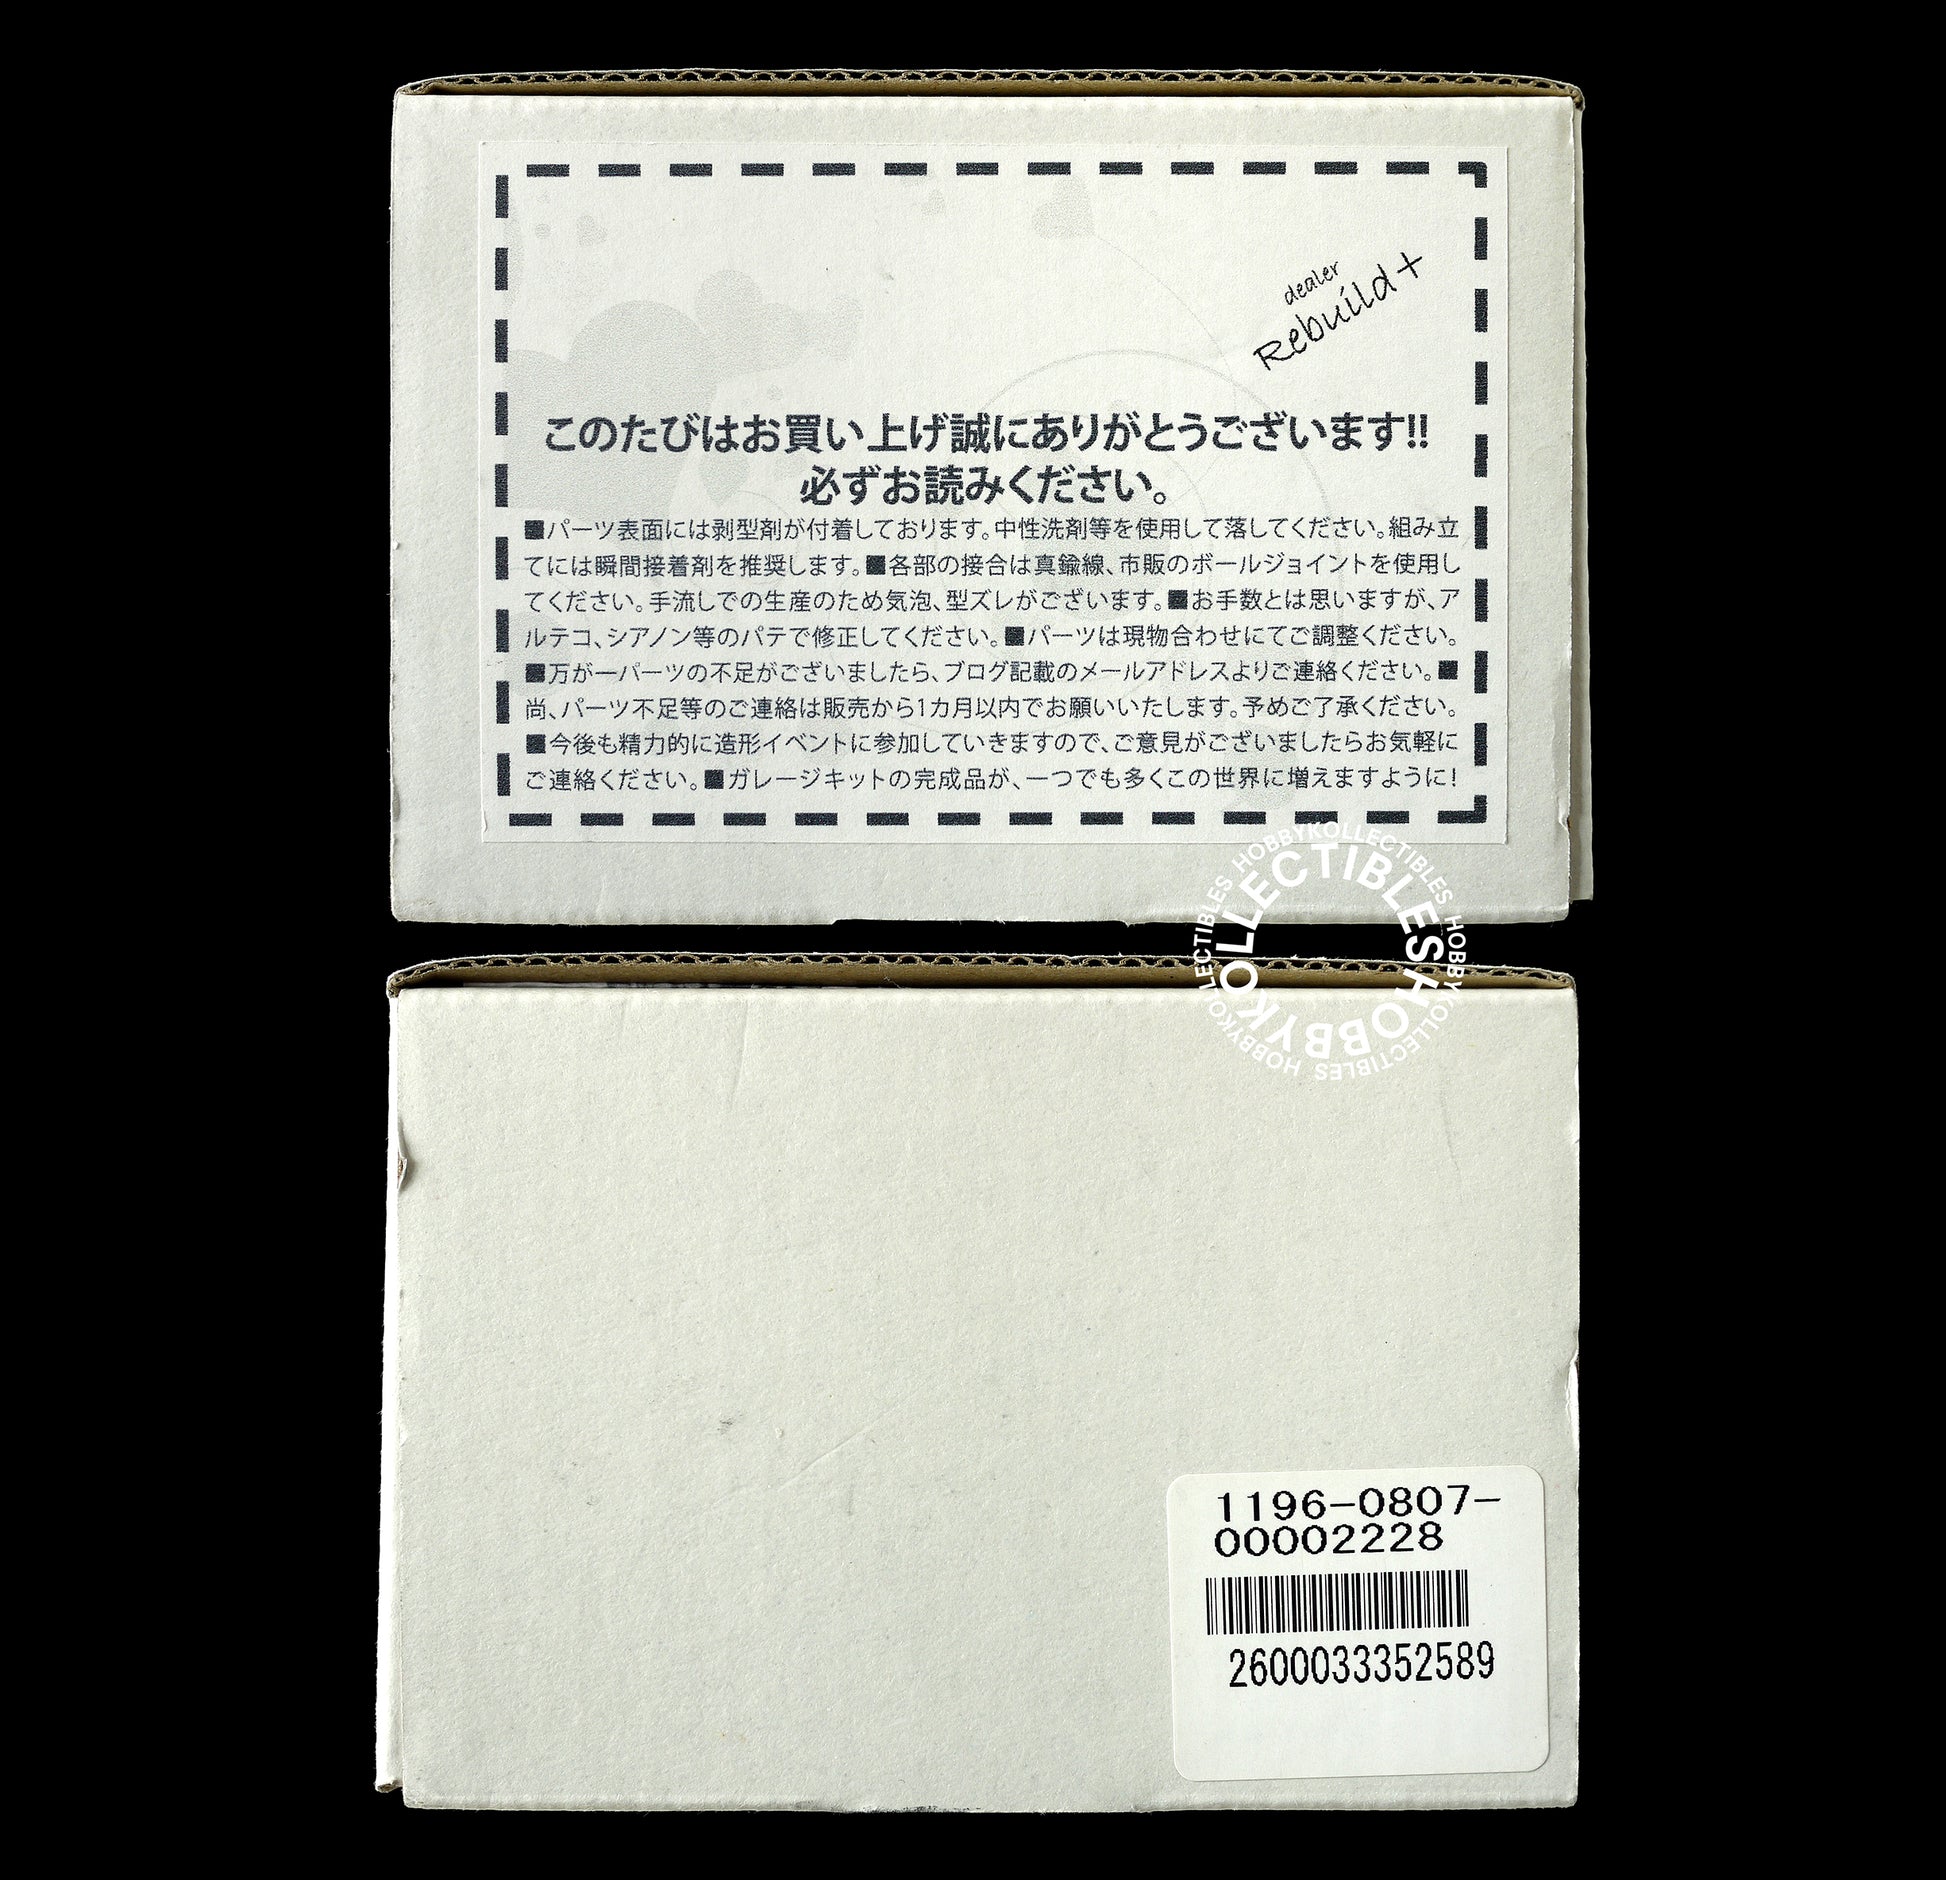 dealer
Rebuild+
このたびはお買い上げ誠にありがとうございます!!
必ずお読みください。
■パーツ表面には剥型剤が付着しております。中性洗剤等を使用して落してください。組み立
てには瞬間接着剤を推奨します。■各部の接合は真鍮線、市販のボールジョイントを使用し
てください。手流しでの生産のため気泡、型ズレがございます。■お手数とは思いますが、ア
ルテコ、シアノン等のパテで修正してください。■パーツは現物合わせにてご調整ください。
■万が一パーツの不足がございましたら、ブログ記載のメールアドレスよりご連絡ください。■
尚、パーツ不足等のご連絡は販売から1カ月以内でお願いいたします。予めご了承ください。
■今後も精力的に造形イベントに参加していきますので、ご意見がございましたらお気軽に
ご連絡ください。■ガレージキットの完成品が、一つでも多くこの世界に増えますように!
HOBBYKOLLECTIBLES HOBBYKOLLECTIBLES HOBBYKOLLECTIBLES
HOBBYKOLLECTIBLES
1196-0807-
00002228
2600033352589